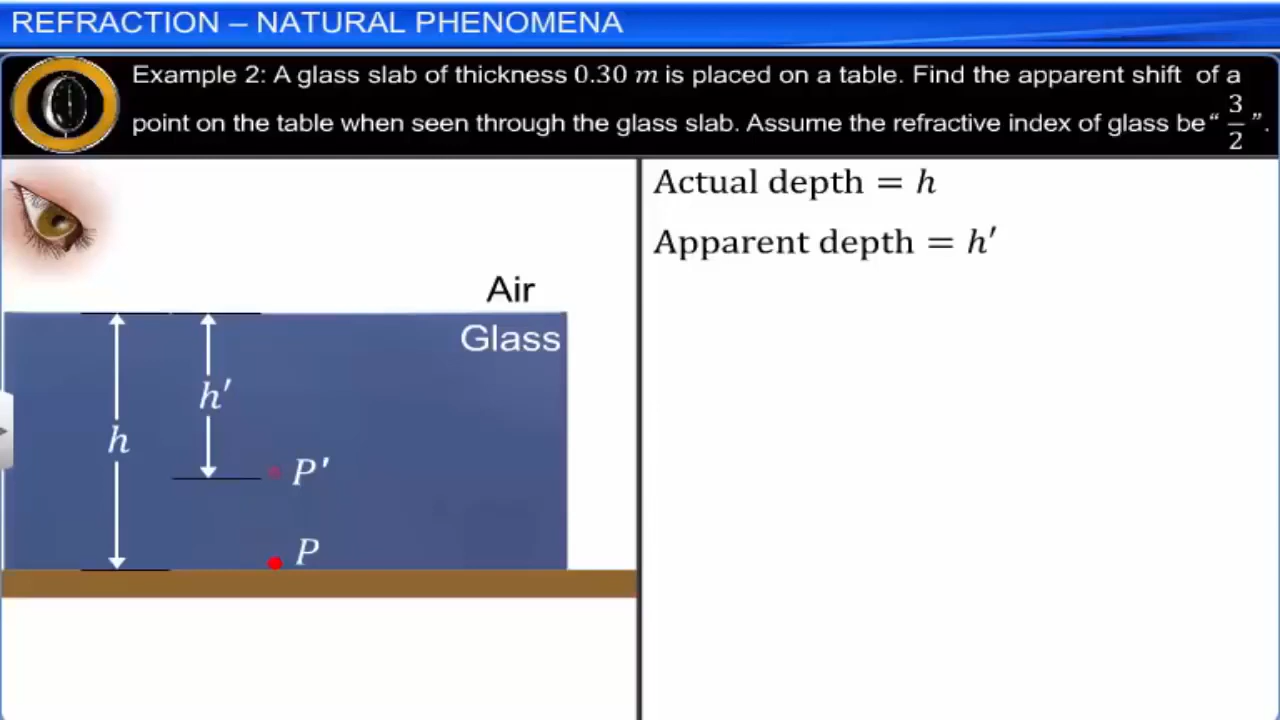 REFRACTION – NATURAL PHENOMENA
Example 2: A glass slab of thickness 0.30 m is placed on a table. Find the apparent shift of a
point on the table when seen through the glass slab. Assume the refractive index of glass be “ 3/2 ”.
Actual depth = h
Apparent depth = h′
Air
Glass
h′
h
P′
P